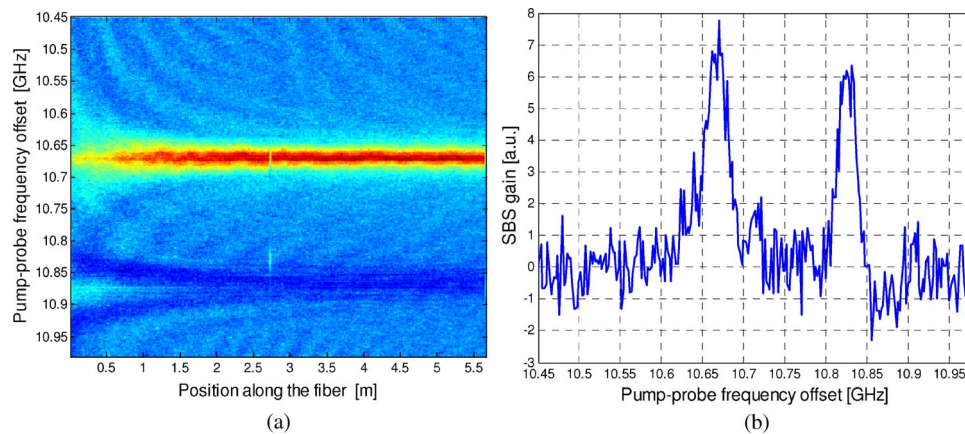 10.45
10.5
10.55
10.6
10.65
10.7
10.75
10.8
10.85
10.9
10.95
Pump-probe frequency offset [GHz]
0.5 1 1.5 2 2.5 3 3.5 4 4.5 5 5.5
Position along the fiber [m]
(a)
8
7
6
5
4
3
2
1
0
-1
-2
-3
SBS gain [a.u.]
10.45 10.5 10.55 10.6 10.65 10.7 10.75 10.8 10.85 10.9 10.95
Pump-probe frequency offset [GHz]
(b)